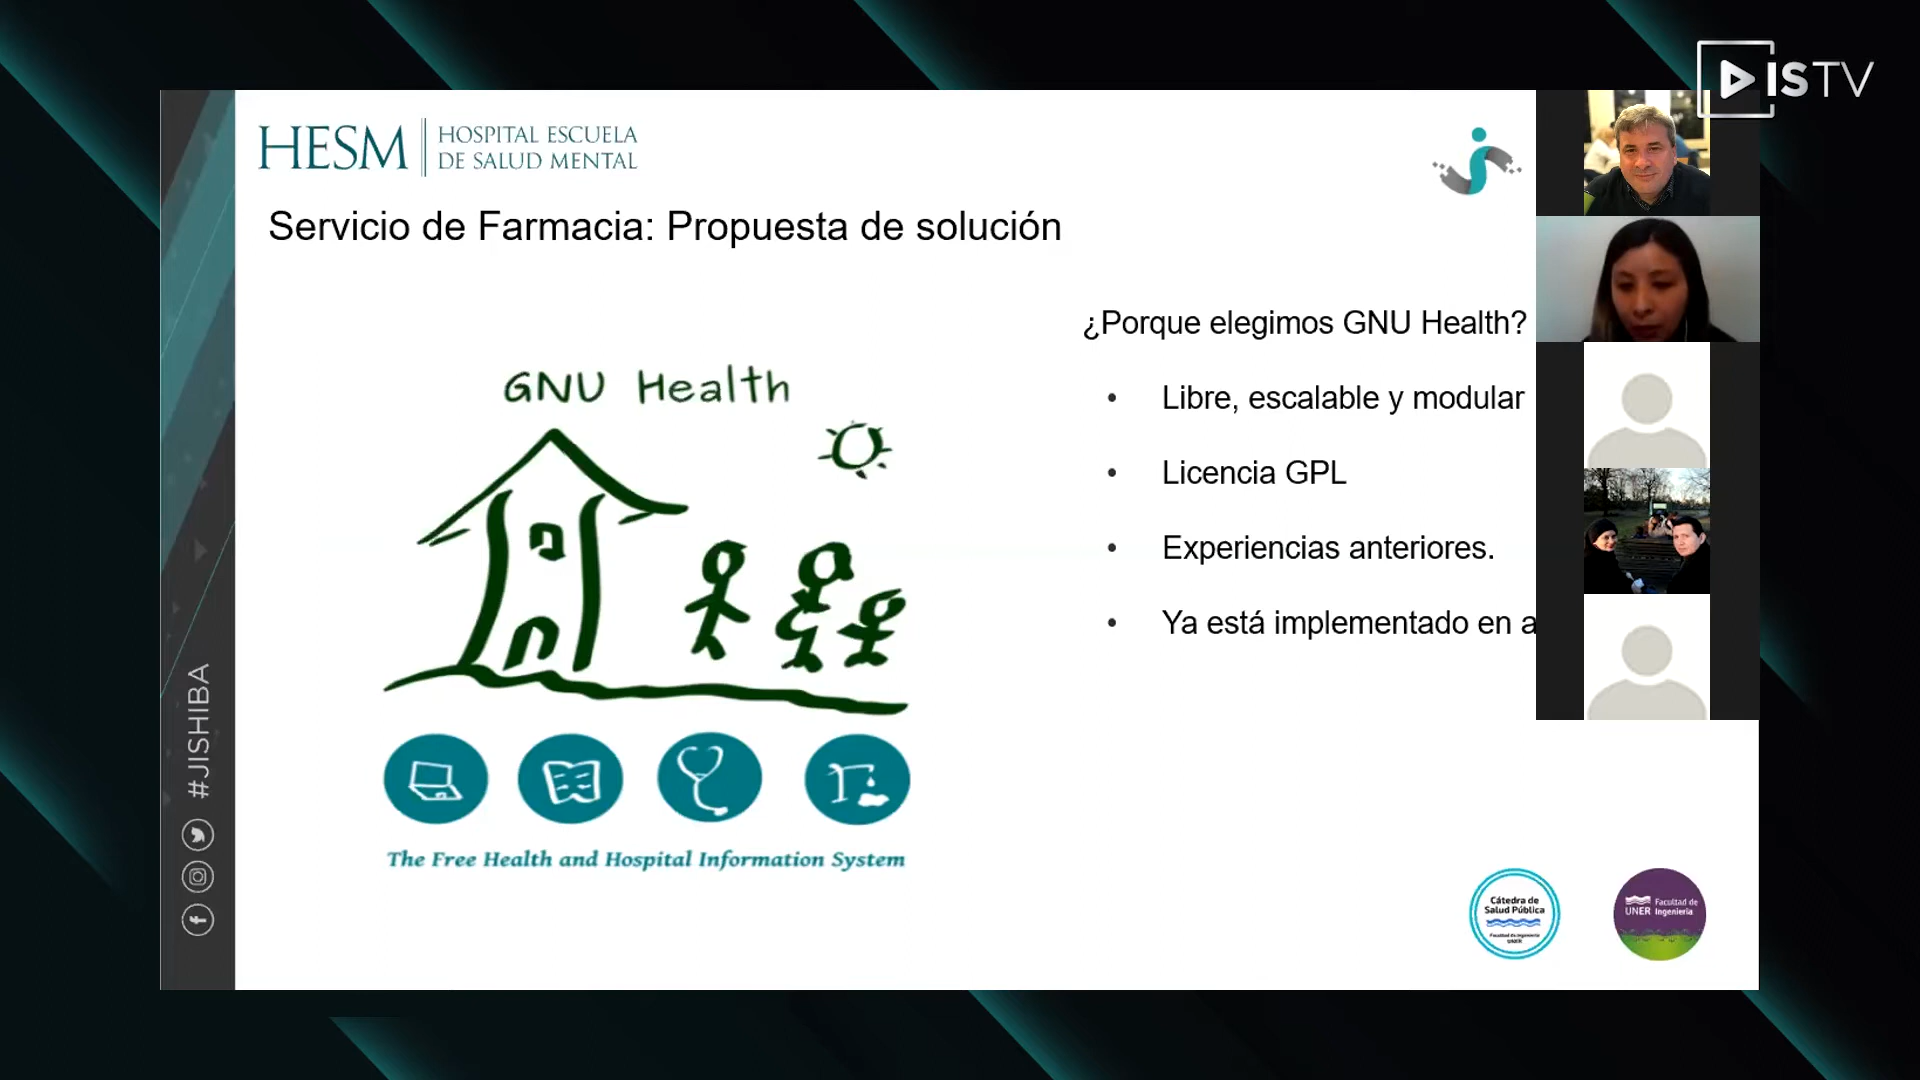 ISTV
HESM
HOSPITAL ESCUELA
DE SALUD MENTAL
Servicio de Farmacia: Propuesta de solución
¿Porque elegimos GNU Health?
• Libre, escalable y modular
• Licencia GPL
• Experiencias anteriores.
• Ya está implementado en a
GNU Health
The Free Health and Hospital Information System
#JISHIBA
Cátedra de
Salud Pública
Facultad de Ingeniería
UNER
UNER
Facultad de
Ingeniería